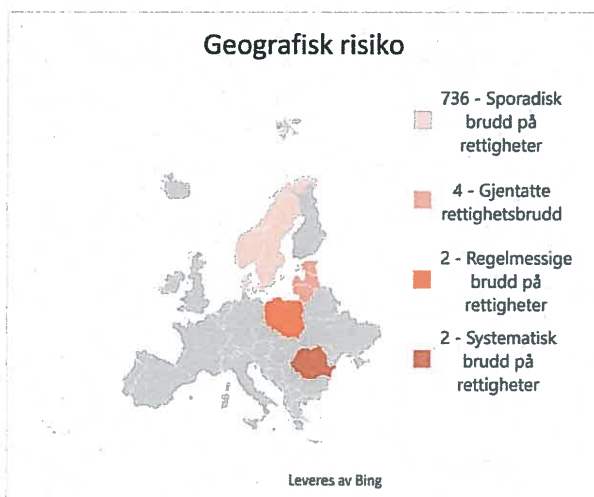 Geografisk risiko
736 - Sporadisk
brudd på
rettigheter
4 - Gjentatte
rettighetsbrudd
2 - Regelmessige
brudd på
rettigheter
2 - Systematisk
brudd på
rettigheter
Leveres av Bing